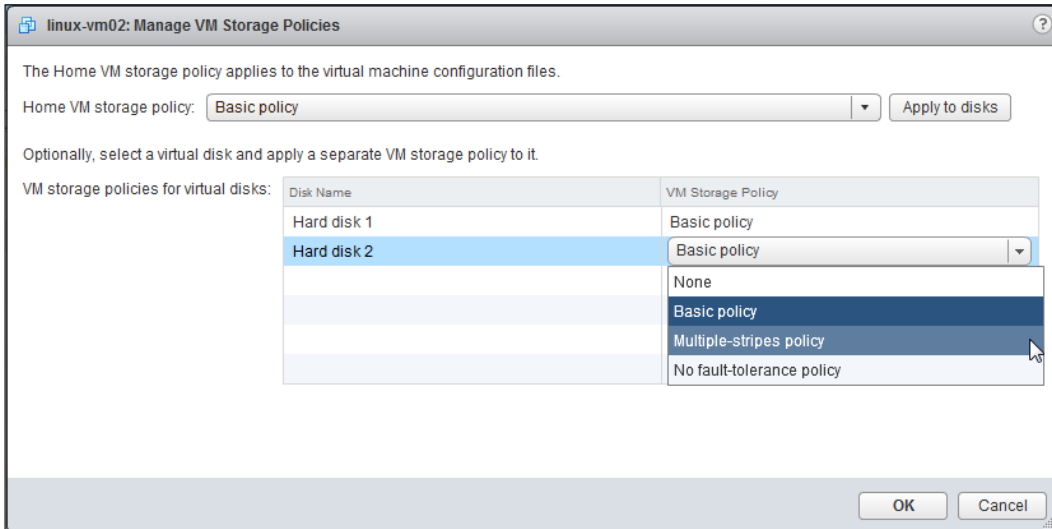 linux-vm02: Manage VM Storage Policies
?
The Home VM storage policy applies to the virtual machine configuration files.
Home VM storage policy: Basic policy Apply to disks
Optionally, select a virtual disk and apply a separate VM storage policy to it.
VM storage policies for virtual disks: Disk Name VM Storage Policy
Hard disk 1 Basic policy
Hard disk 2 Basic policy
None
Basic policy
Multiple-stripes policy
No fault-tolerance policy
OK Cancel